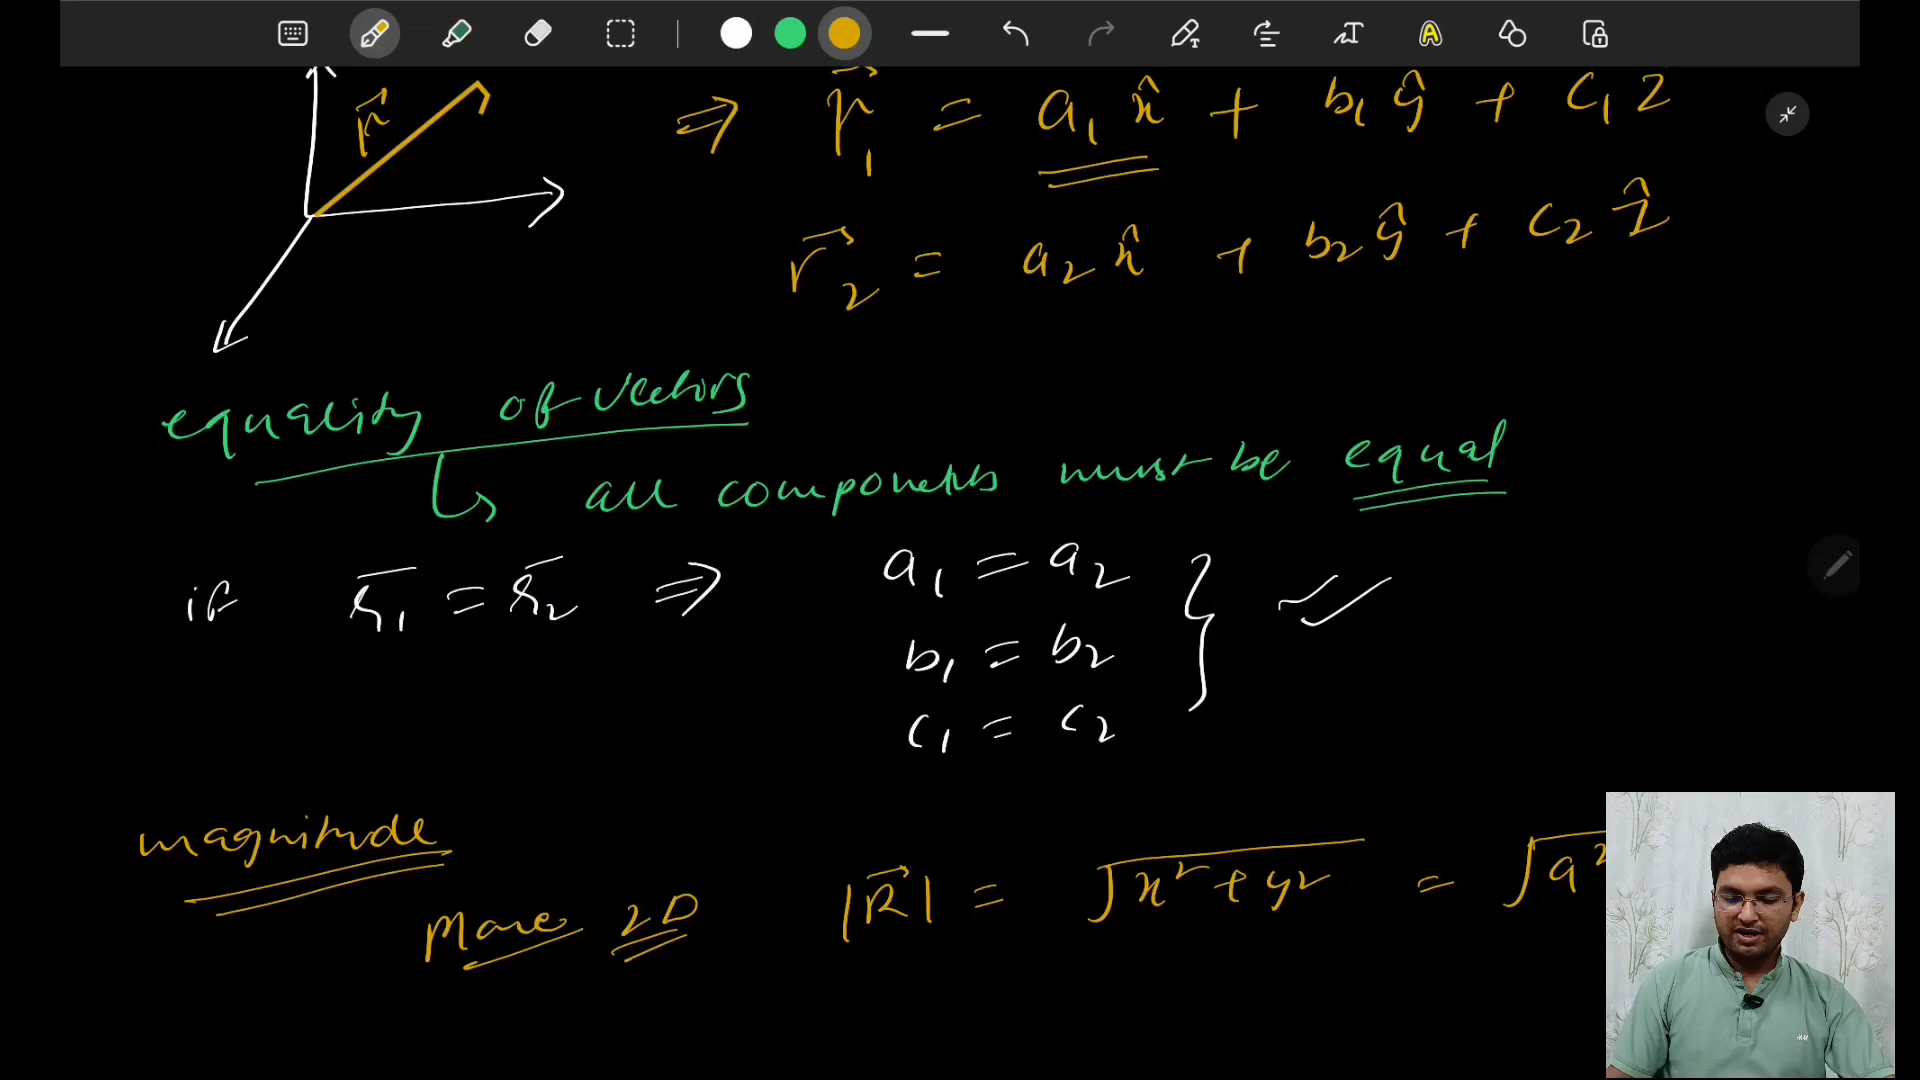 r⃗ ⇒ r⃗₁ = a₁ x̂ + b₁ ŷ + c₁ z
r⃗₂ = a₂ x̂ + b₂ ŷ + c₂ ẑ
equality of vectors
↳ all components must be equal
if r̅₁ = r̅₂ ⇒ a₁ = a₂
b₁ = b₂
c₁ = c₂
magnitude
2D |R⃗| = √x² + y² = √a²